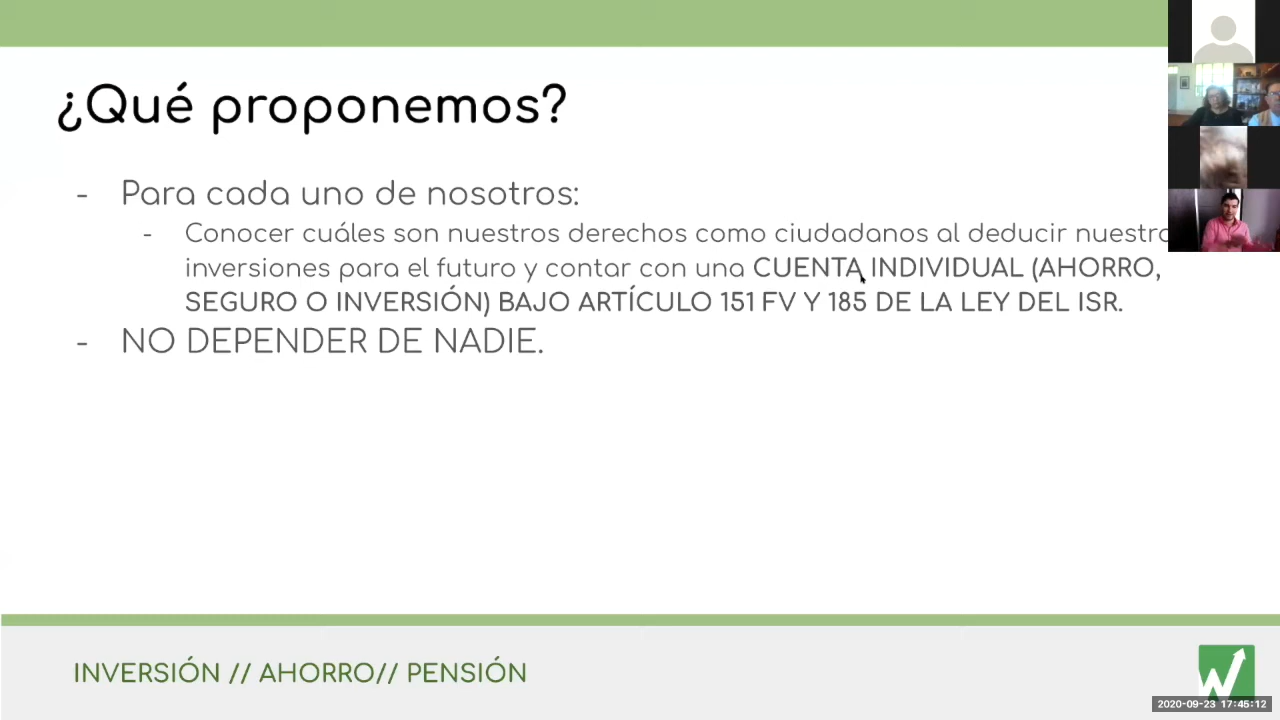 ¿Qué proponemos?
- Para cada uno de nosotros:
- Conocer cuáles son nuestros derechos como ciudadanos al deducir
inversiones para el futuro y contar con una CUENTA INDIVIDUAL (AHORRO,
SEGURO O INVERSIÓN) BAJO ARTÍCULO 151 FV Y 185 DE LA LEY DEL ISR.
- NO DEPENDER DE NADIE.
INVERSIÓN // AHORRO// PENSIÓN
W
2020-09-23 17:45:12